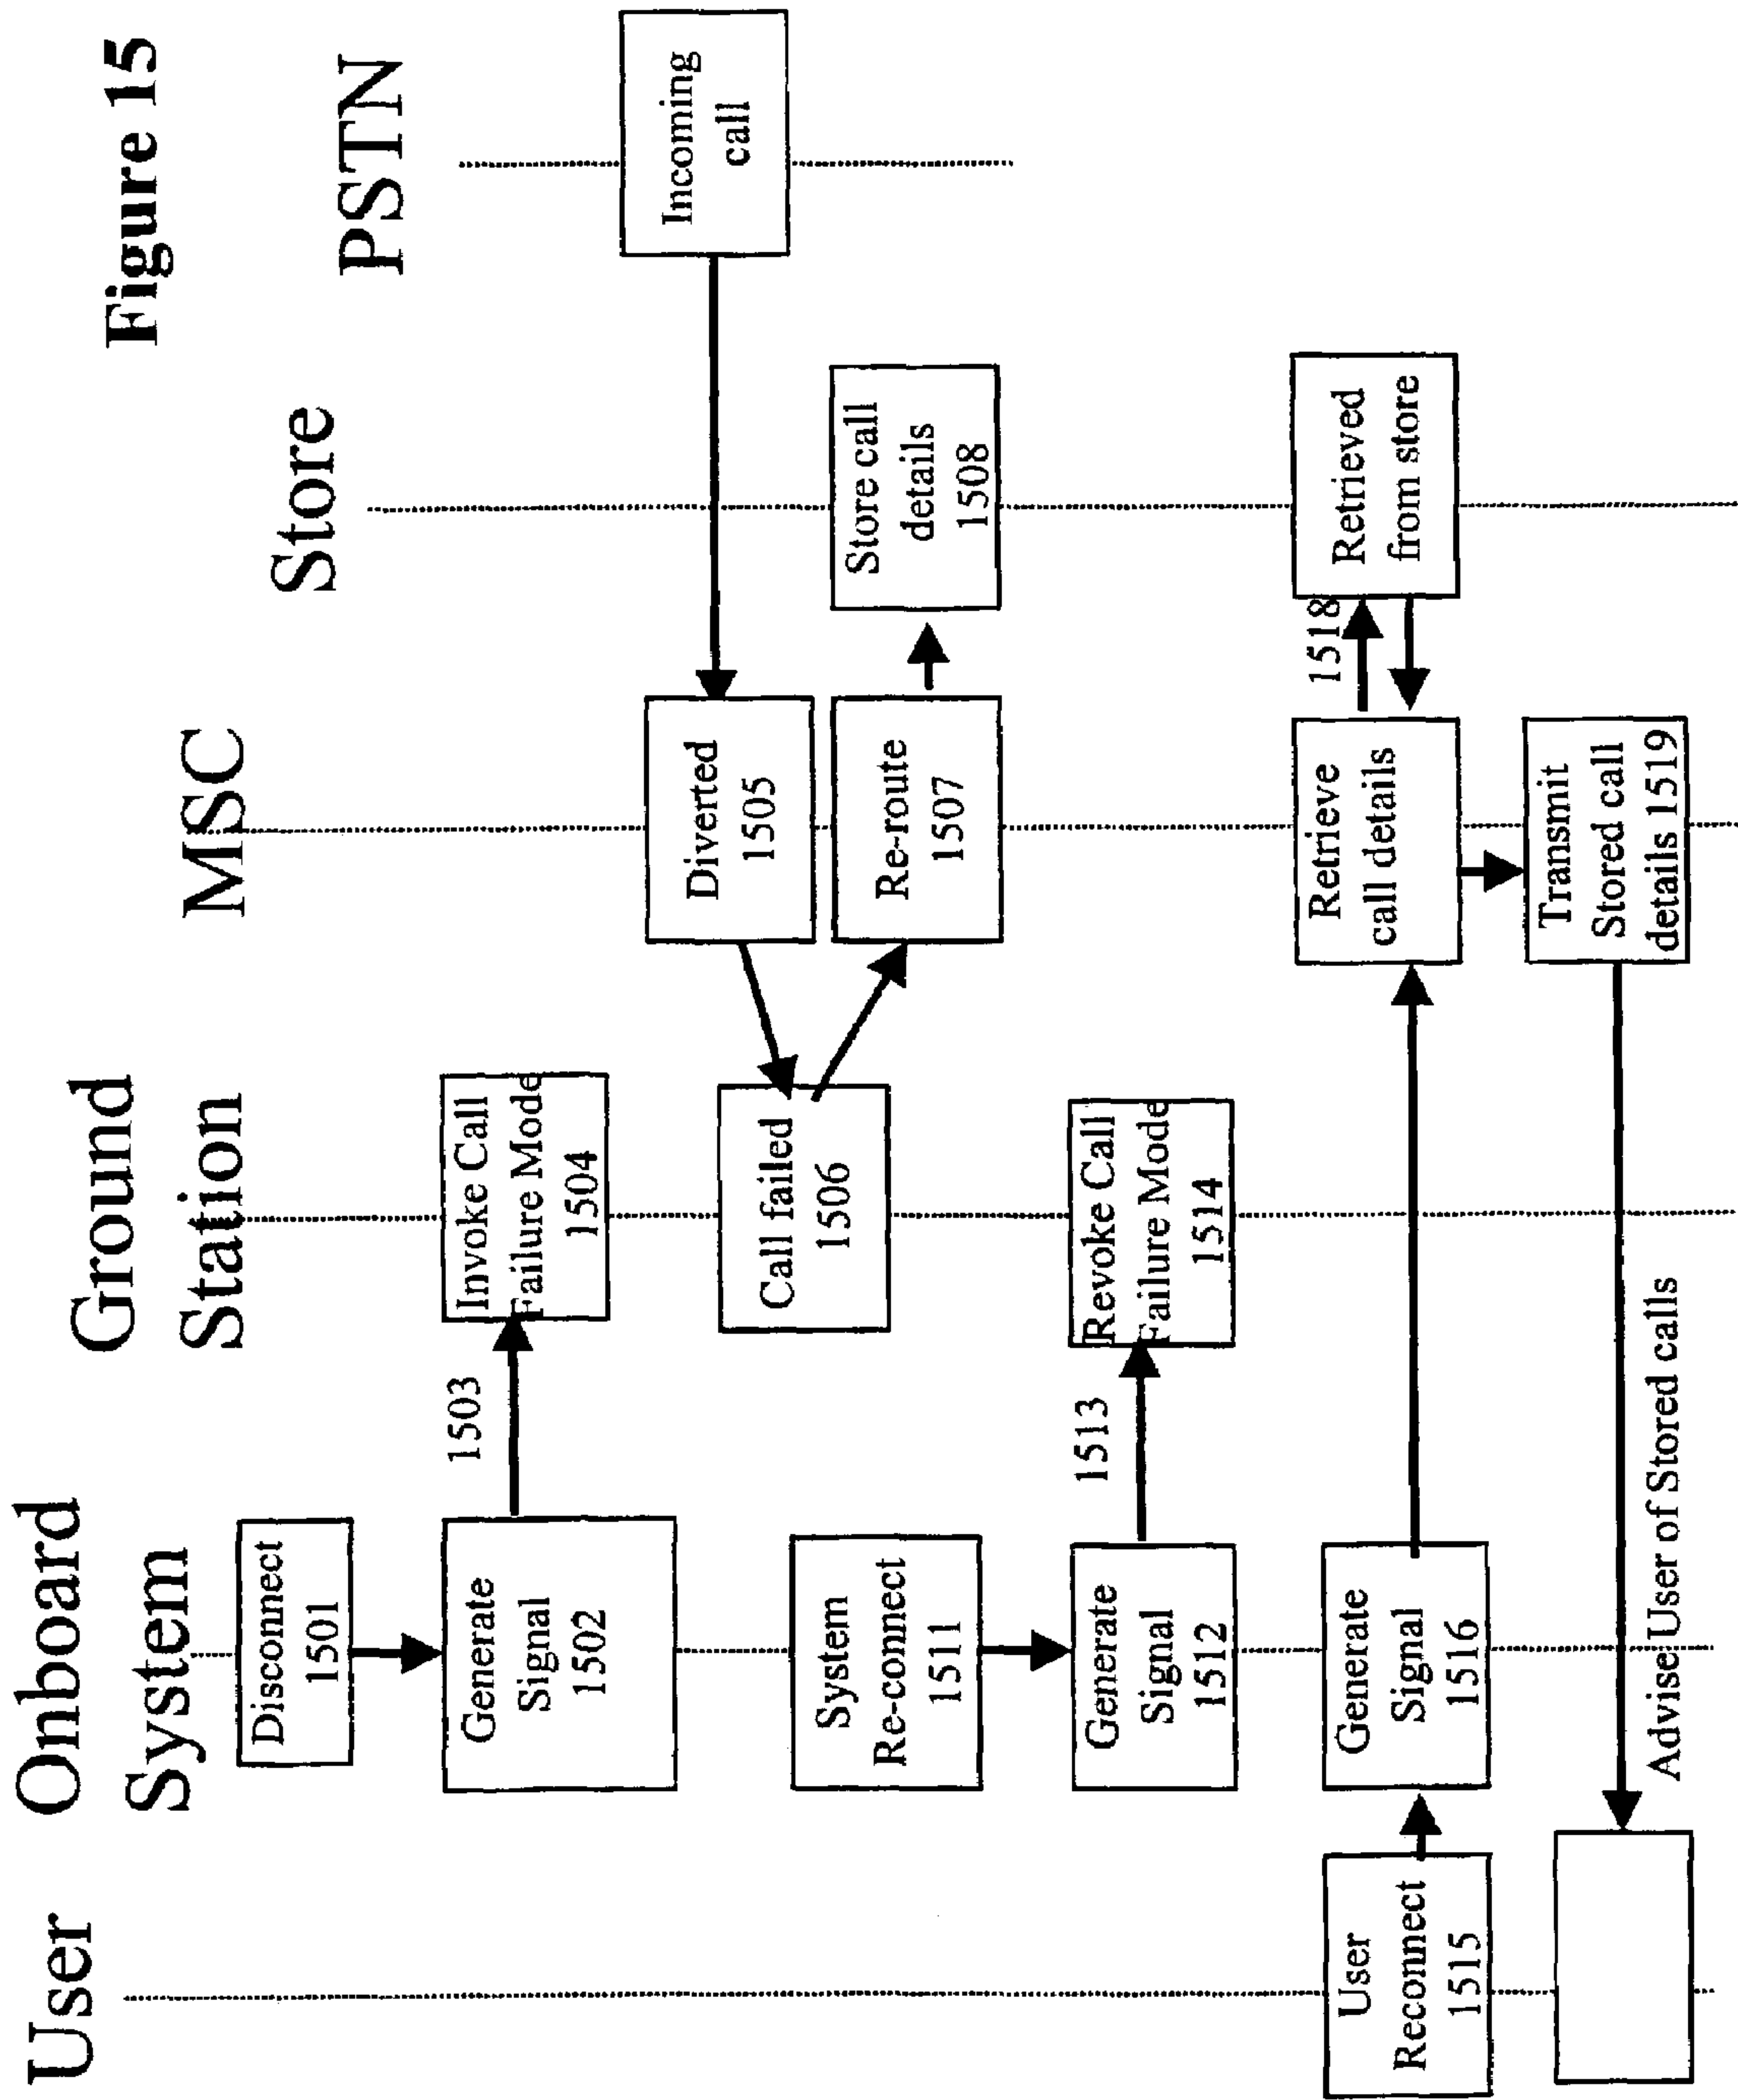 Figure 15
User
Onboard
System
Ground
Station
MSC
Store
PSTN
Disconnect
1501
Generate
Signal
1502
1503
Invoke Call
Failure Mode
1504
Incoming
call
Diverted
1505
Call failed
1506
Re-route
1507
Store call
details
1508
System
Re-connect
1511
Generate
Signal
1512
1513
Revoke Call
Failure Mode
1514
User
Reconnect
1515
Generate
Signal
1516
Retrieve
call details
1518
Retrieved
from store
Transmit
Stored call
details 1519
Advise User of Stored calls